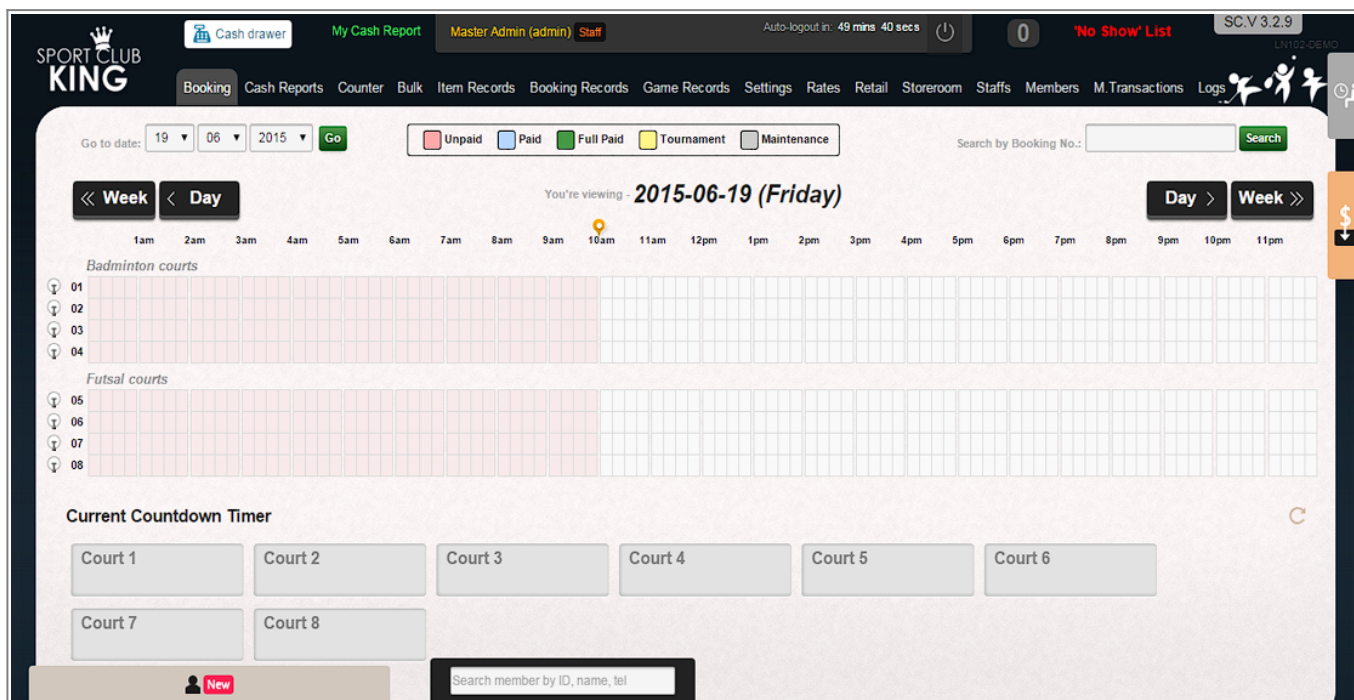 SPORT CLUB
KING
Cash drawer
My Cash Report
Master Admin (admin) Staff
Auto-logout in: 49 mins 40 secs
0
'No Show' List
SC.V 3.2.9
LN102-DEMO
Booking Cash Reports Counter Bulk Item Records Booking Records Game Records Settings Rates Retail Storeroom Staffs Members M.Transactions Logs
Go to date: 19 06 2015 Go
Unpaid Paid Full Paid Tournament Maintenance
Search by Booking No.: Search
« Week < Day
You're viewing - 2015-06-19 (Friday)
Day > Week »
1am 2am 3am 4am 5am 6am 7am 8am 9am 10am 11am 12pm 1pm 2pm 3pm 4pm 5pm 6pm 7pm 8pm 9pm 10pm 11pm
Badminton courts
01
02
03
04
Futsal courts
05
06
07
08
$
Current Countdown Timer
Court 1 Court 2 Court 3 Court 4 Court 5 Court 6
Court 7 Court 8
New
Search member by ID, name, tel